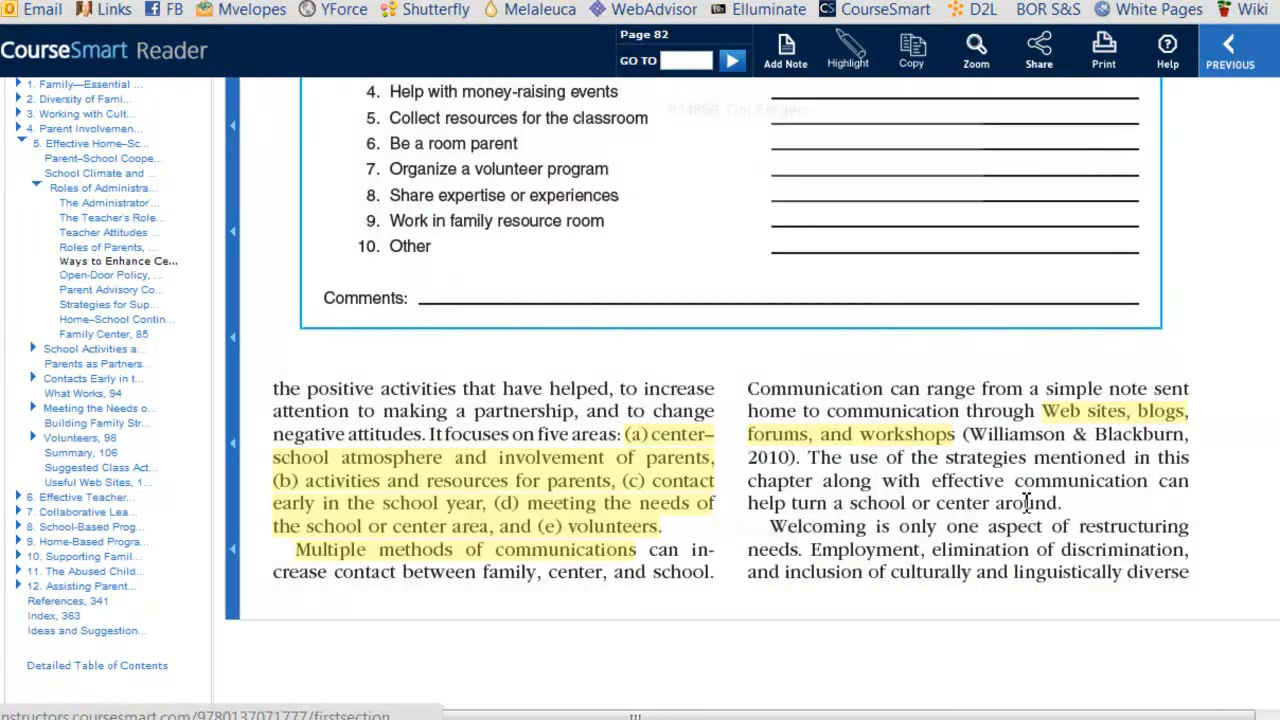 Email Links FB Mvelopes YForce Shutterfly Melaleuca WebAdvisor Elluminate CourseSmart D2L BOR S&S White Pages Wiki
CourseSmart Reader
Page 82
GO TO
Add Note Highlight Copy Zoom Share Print Help PREVIOUS
1. Family—Essential ...
2. Diversity of Fami...
3. Working with Cult...
4. Parent Involvemen...
5. Effective Home–Sc...
Parent–School Coope...
School Climate and ...
Roles of Administra...
The Administrator'...
The Teacher's Role...
Teacher Attitudes ...
Roles of Parents, ...
Ways to Enhance Ce...
Open-Door Policy, ...
Parent Advisory Co...
Strategies for Sup...
Home–School Contin...
Family Center, 85
School Activities a...
Parents as Partners...
Contacts Early in t...
What Works, 94
Meeting the Needs o...
Building Family Str...
Volunteers, 98
Summary, 106
Suggested Class Act...
Useful Web Sites, 1...
6. Effective Teacher...
7. Collaborative Lea...
8. School-Based Prog...
9. Home-Based Progra...
10. Supporting Famil...
11. The Abused Child...
12. Assisting Parent...
References, 341
Index, 363
Ideas and Suggestion...
Detailed Table of Contents
4. Help with money-raising events
5. Collect resources for the classroom
6. Be a room parent
7. Organize a volunteer program
8. Share expertise or experiences
9. Work in family resource room
10. Other
Comments:
the positive activities that have helped, to increase
attention to making a partnership, and to change
negative attitudes. It focuses on five areas: (a) center–
school atmosphere and involvement of parents,
(b) activities and resources for parents, (c) contact
early in the school year, (d) meeting the needs of
the school or center area, and (e) volunteers.
Multiple methods of communications can in-
crease contact between family, center, and school.
Communication can range from a simple note sent
home to communication through Web sites, blogs,
forums, and workshops (Williamson & Blackburn,
2010). The use of the strategies mentioned in this
chapter along with effective communication can
help turn a school or center around.
Welcoming is only one aspect of restructuring
needs. Employment, elimination of discrimination,
and inclusion of culturally and linguistically diverse
nstructors.coursesmart.com/9780137071777/firstsection